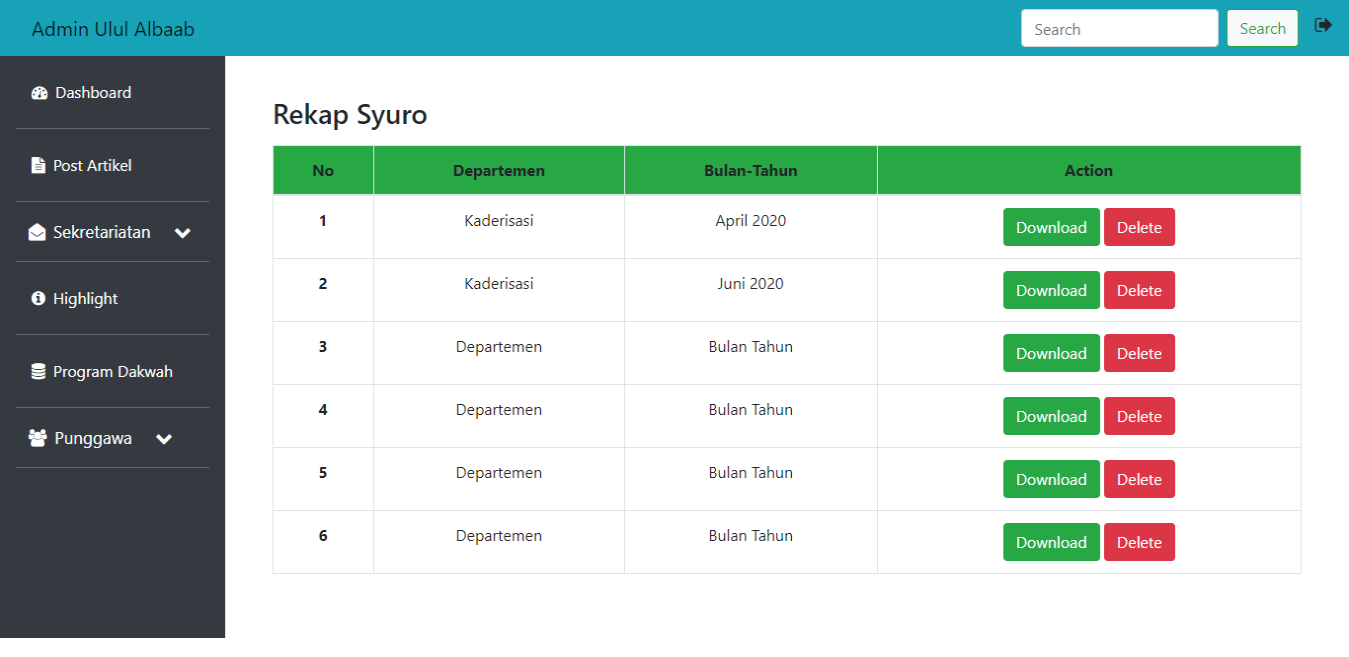 Admin Ulul Albaab
Search
Search
Dashboard
Post Artikel
Sekretariatan
Highlight
Program Dakwah
Punggawa
Rekap Syuro
No Departemen Bulan-Tahun Action
1 Kaderisasi April 2020 Download Delete
2 Kaderisasi Juni 2020 Download Delete
3 Departemen Bulan Tahun Download Delete
4 Departemen Bulan Tahun Download Delete
5 Departemen Bulan Tahun Download Delete
6 Departemen Bulan Tahun Download Delete